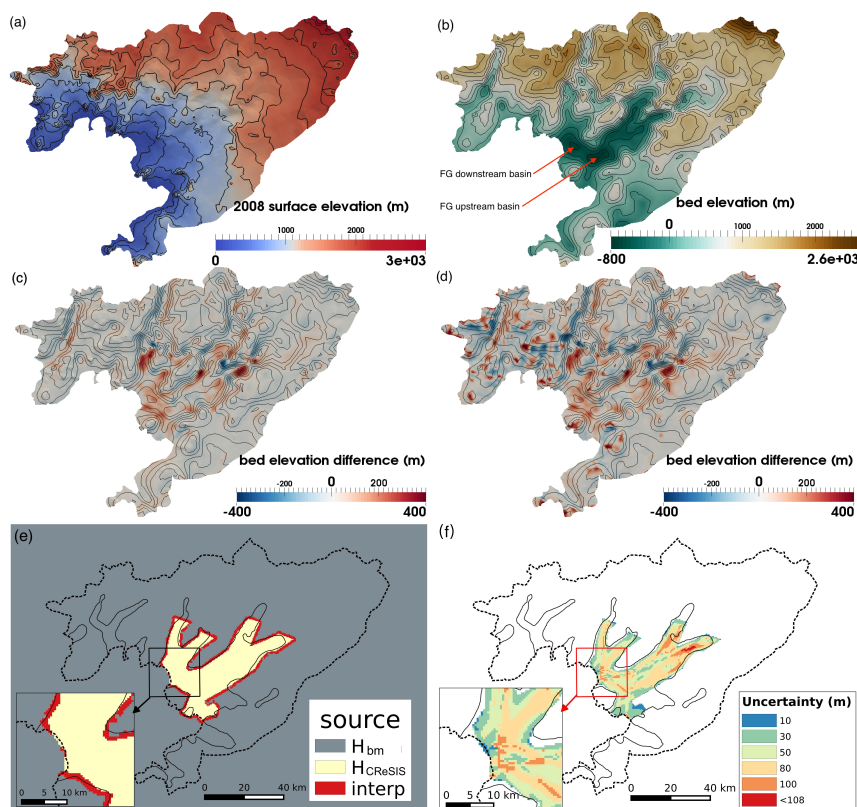 (a)
2008 surface elevation (m)
1000 2000
0 3e+03
(b)
FG downstream basin
FG upstream basin
bed elevation (m)
0 1000 2000
-800 2.6e+03
(c)
bed elevation difference (m)
-200 0 200
-400 400
(d)
bed elevation difference (m)
-200 0 200
-400 400
(e)
source
Hbm
HCReSIS
interp
0 5 10 km
0 20 40 km
(f)
Uncertainty (m)
10
30
50
80
100
<108
0 5 10 km
0 20 40 km